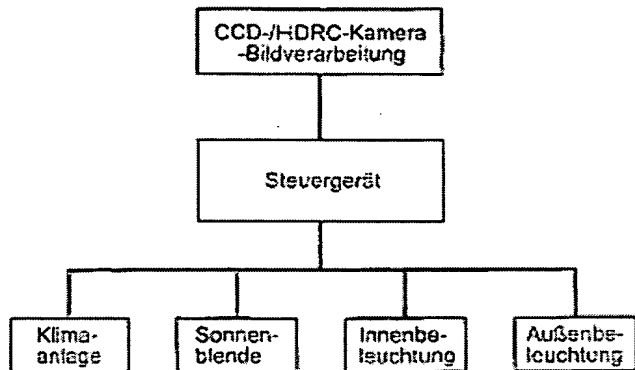 CCD-/HDRC-Kamera
-Bildverarbeitung
Steuergerät
Klima-
anlage
Sonnen-
blende
Innenbe-
leuchtung
Außenbe-
leuchtung